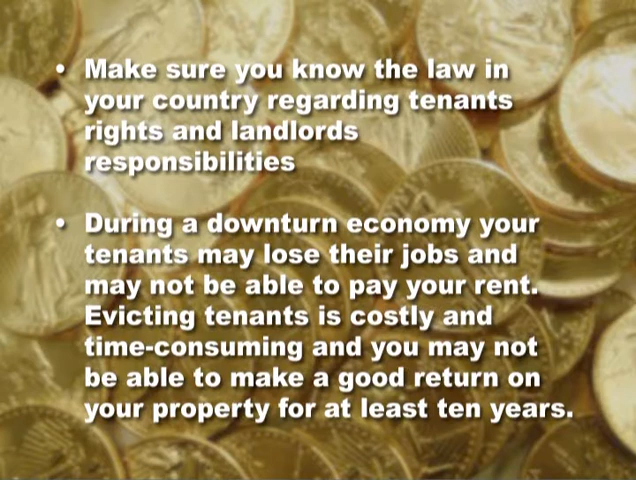 • Make sure you know the law in
your country regarding tenants
rights and landlords
responsibilities
• During a downturn economy your
tenants may lose their jobs and
may not be able to pay your rent.
Evicting tenants is costly and
time-consuming and you may not
be able to make a good return on
your property for at least ten years.